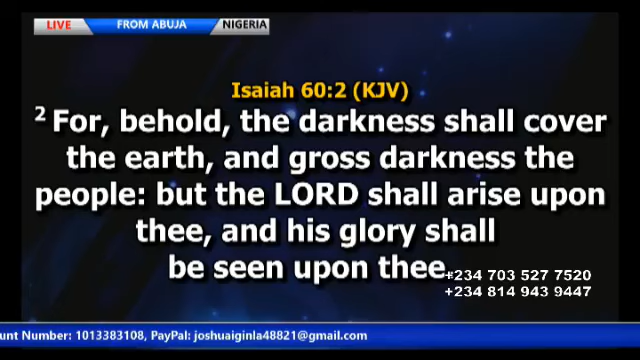 LIVE FROM ABUJA NIGERIA
Isaiah 60:2 (KJV)
2 For, behold, the darkness shall cover
the earth, and gross darkness the
people: but the LORD shall arise upon
thee, and his glory shall
be seen upon thee.
+234 703 527 7520
+234 814 943 9447
unt Number: 1013383108, PayPal: joshuaiginla48821@gmail.com